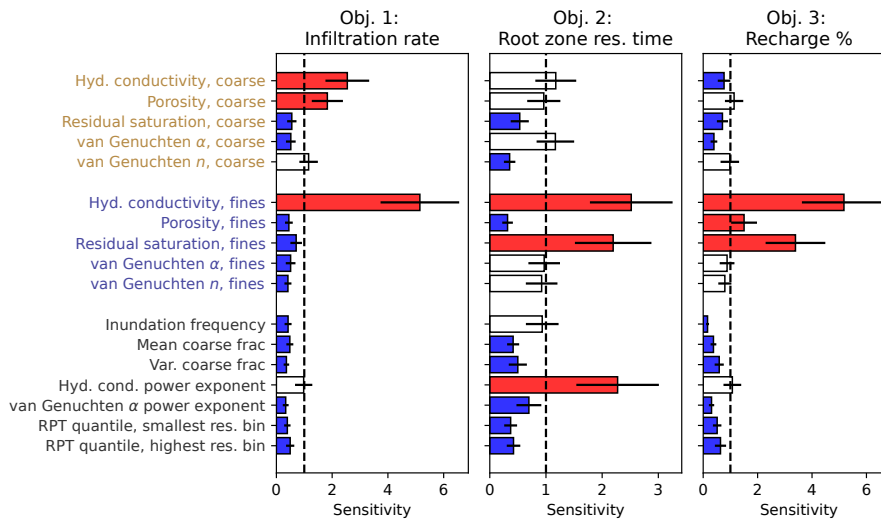 Obj. 1:
Infiltration rate
Obj. 2:
Root zone res. time
Obj. 3:
Recharge %
Hyd. conductivity, coarse
Porosity, coarse
Residual saturation, coarse
van Genuchten α, coarse
van Genuchten n, coarse
Hyd. conductivity, fines
Porosity, fines
Residual saturation, fines
van Genuchten α, fines
van Genuchten n, fines
Inundation frequency
Mean coarse frac
Var. coarse frac
Hyd. cond. power exponent
van Genuchten α power exponent
RPT quantile, smallest res. bin
RPT quantile, highest res. bin
0 2 4 6
0 1 2 3
0 2 4 6
Sensitivity
Sensitivity
Sensitivity